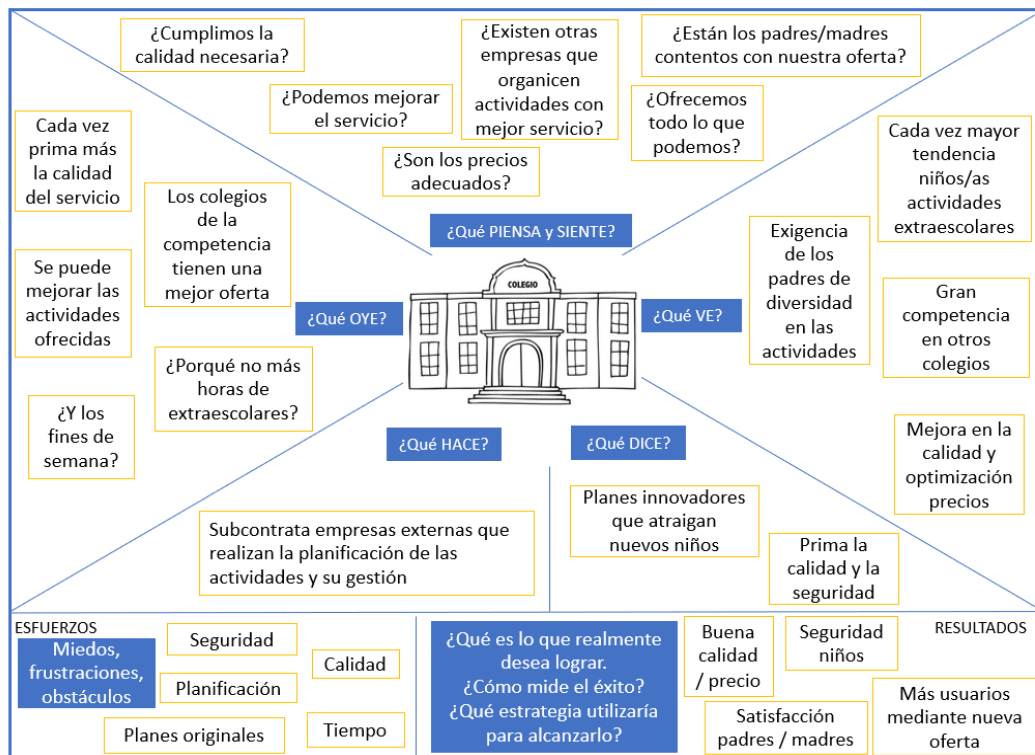 ¿Cumplimos la
calidad necesaria?
¿Podemos mejorar
el servicio?
¿Existen otras
empresas que
organicen
actividades con
mejor servicio?
¿Son los precios
adecuados?
¿Están los padres/madres
contentos con nuestra oferta?
¿Ofrecemos
todo lo que
podemos?
¿Qué PIENSA y SIENTE?
Cada vez
prima más
la calidad
del servicio
Los colegios
de la
competencia
tienen una
mejor oferta
Se puede
mejorar las
actividades
ofrecidas
¿Porqué no más
horas de
extraescolares?
¿Y los
fines de
semana?
¿Qué OYE?
COLEGIO
¿Qué VE?
Exigencia
de los
padres de
diversidad
en las
actividades
Cada vez mayor
tendencia
niños/as
actividades
extraescolares
Gran
competencia
en otros
colegios
Mejora en la
calidad y
optimización
precios
¿Qué HACE?
Subcontrata empresas externas que
realizan la planificación de las
actividades y su gestión
¿Qué DICE?
Planes innovadores
que atraigan
nuevos niños
Prima la
calidad y la
seguridad
ESFUERZOS
Miedos,
frustraciones,
obstáculos
Seguridad
Planificación
Calidad
Planes originales
Tiempo
¿Qué es lo que realmente
desea lograr.
¿Cómo mide el éxito?
¿Qué estrategia utilizaría
para alcanzarlo?
RESULTADOS
Buena
calidad
/ precio
Seguridad
niños
Satisfacción
padres / madres
Más usuarios
mediante nueva
oferta